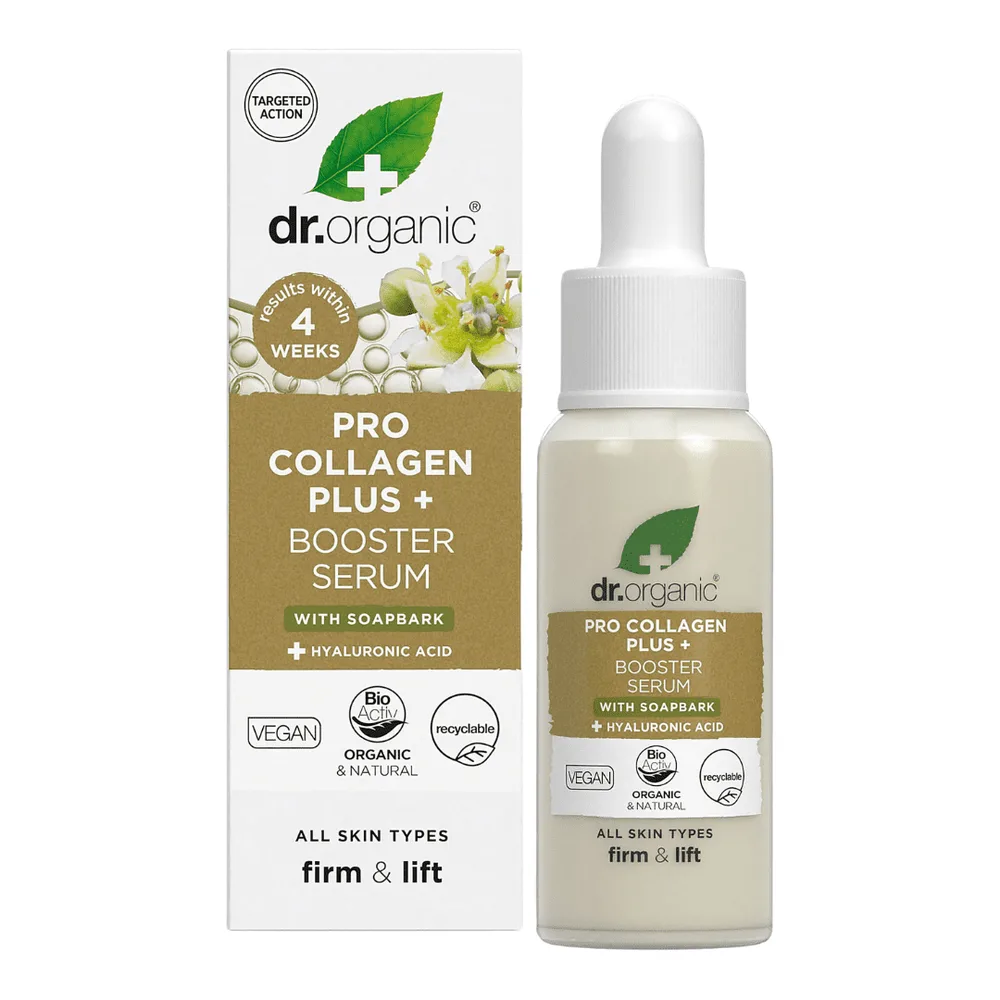 TARGETED
ACTION
dr.organic®
results within
4
WEEKS
PRO
COLLAGEN
PLUS +
BOOSTER
SERUM
WITH SOAPBARK
+ HYALURONIC ACID
VEGAN
Bio
Activ
ORGANIC
& NATURAL
recyclable
ALL SKIN TYPES
firm & lift
dr.organic®
PRO COLLAGEN
PLUS +
BOOSTER
SERUM
WITH SOAPBARK
+ HYALURONIC ACID
VEGAN
Bio
Activ
ORGANIC
& NATURAL
recyclable
ALL SKIN TYPES
firm & lift